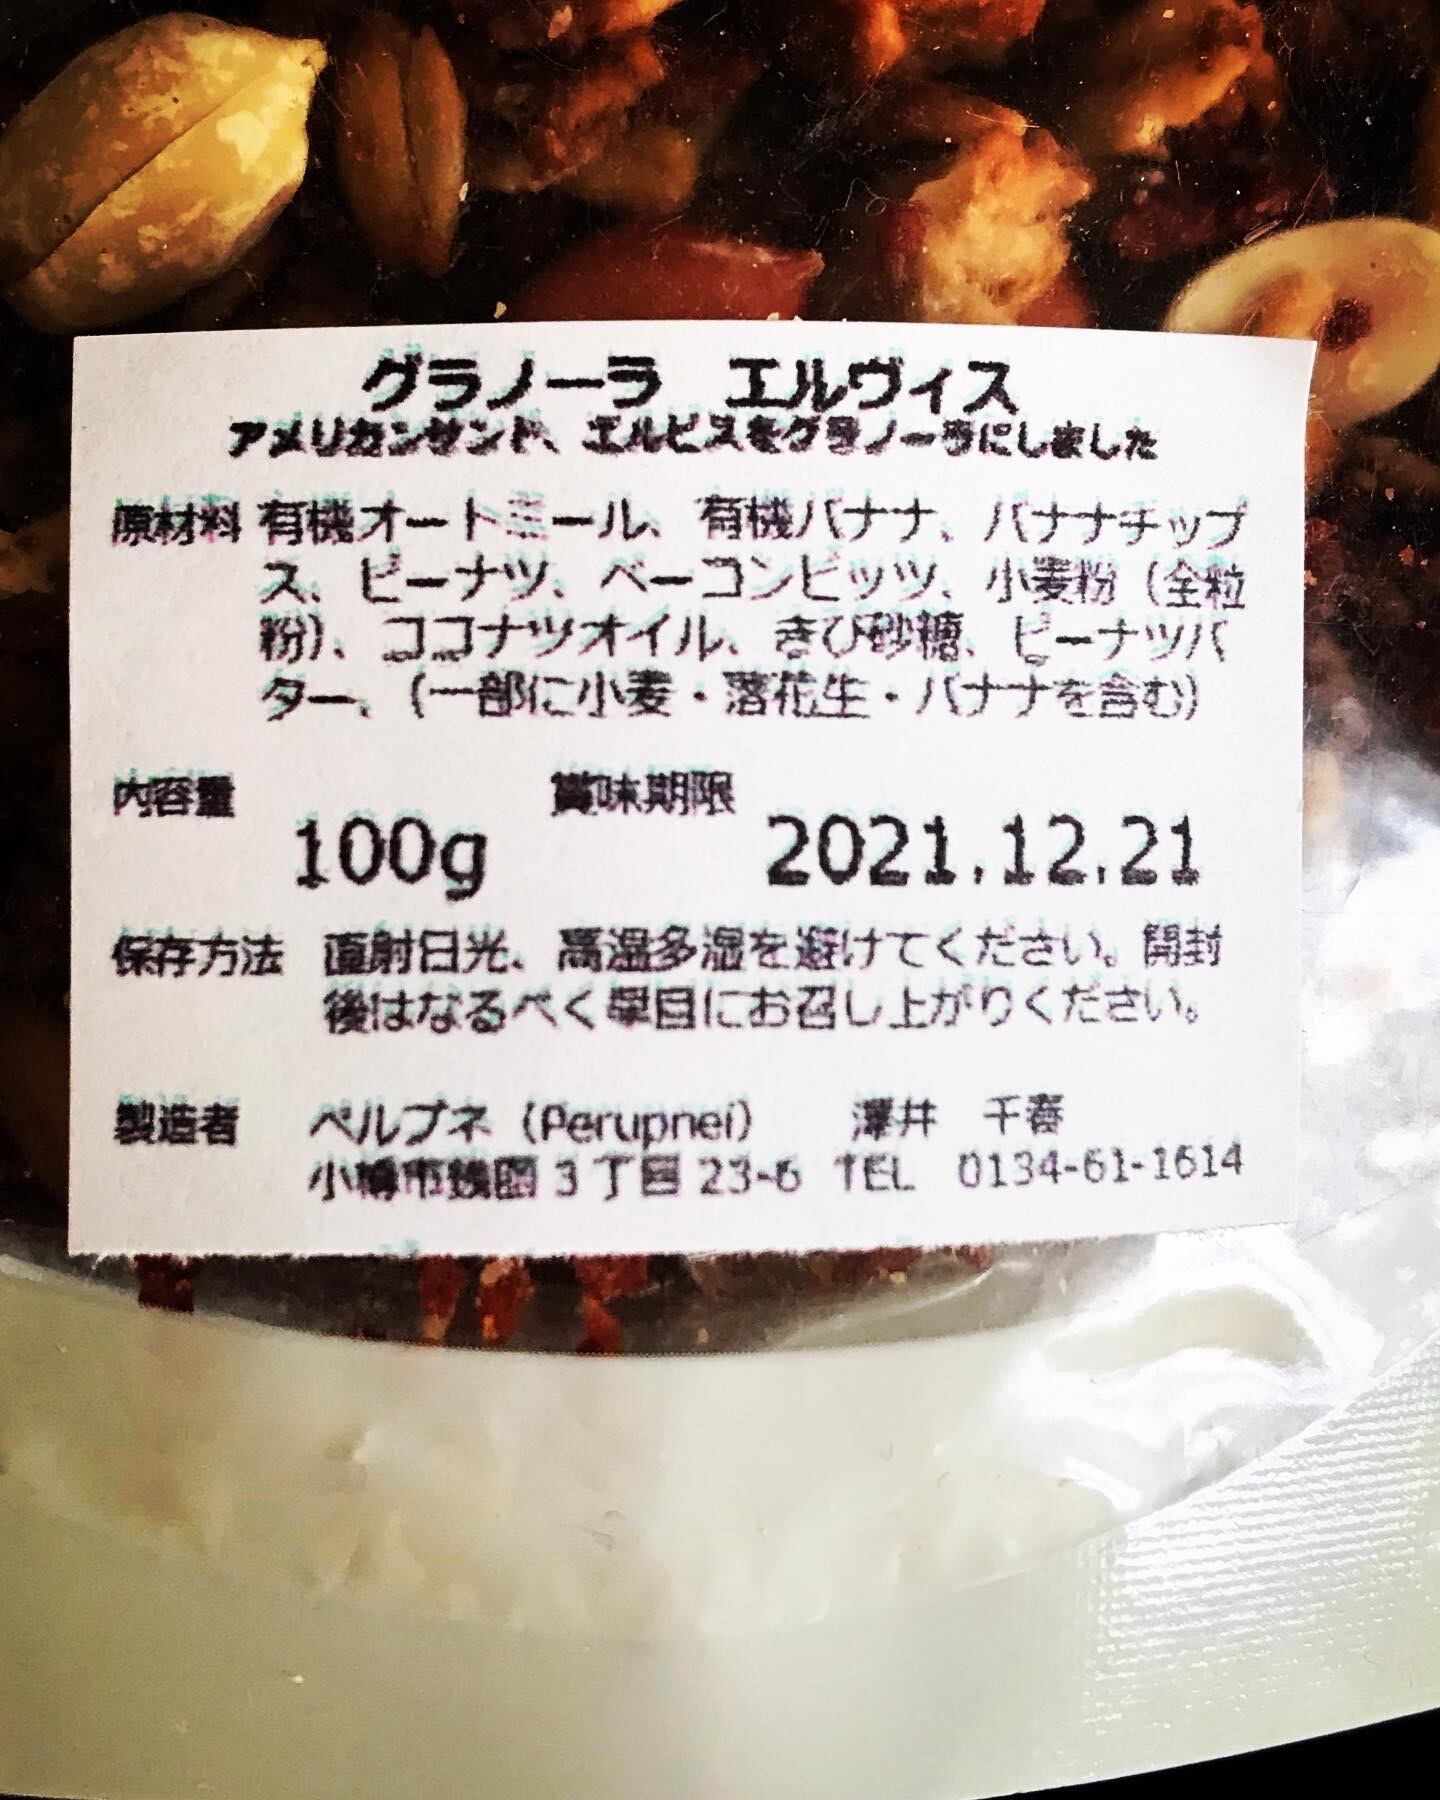 グラノーラ　エルヴィス
アメリカンサンド、エルビスをグラノーラにしました
原材料 有機オートミール、有機バナナ、バナナチップ
ス、ピーナツ、ベーコンビッツ、小麦粉（全粒
粉）、ココナツオイル、きび砂糖、ピーナツバ
ター、（一部に小麦・落花生・バナナを含む）
内容量 賞味期限
100g 2021.12.21
保存方法 直射日光、高温多湿を避けてください。開封
後はなるべく早目にお召し上がりください。
製造者 ペルプネ（Perupnei）　澤井　千春
小樽市銭函３丁目23-6 TEL 0134-61-1614